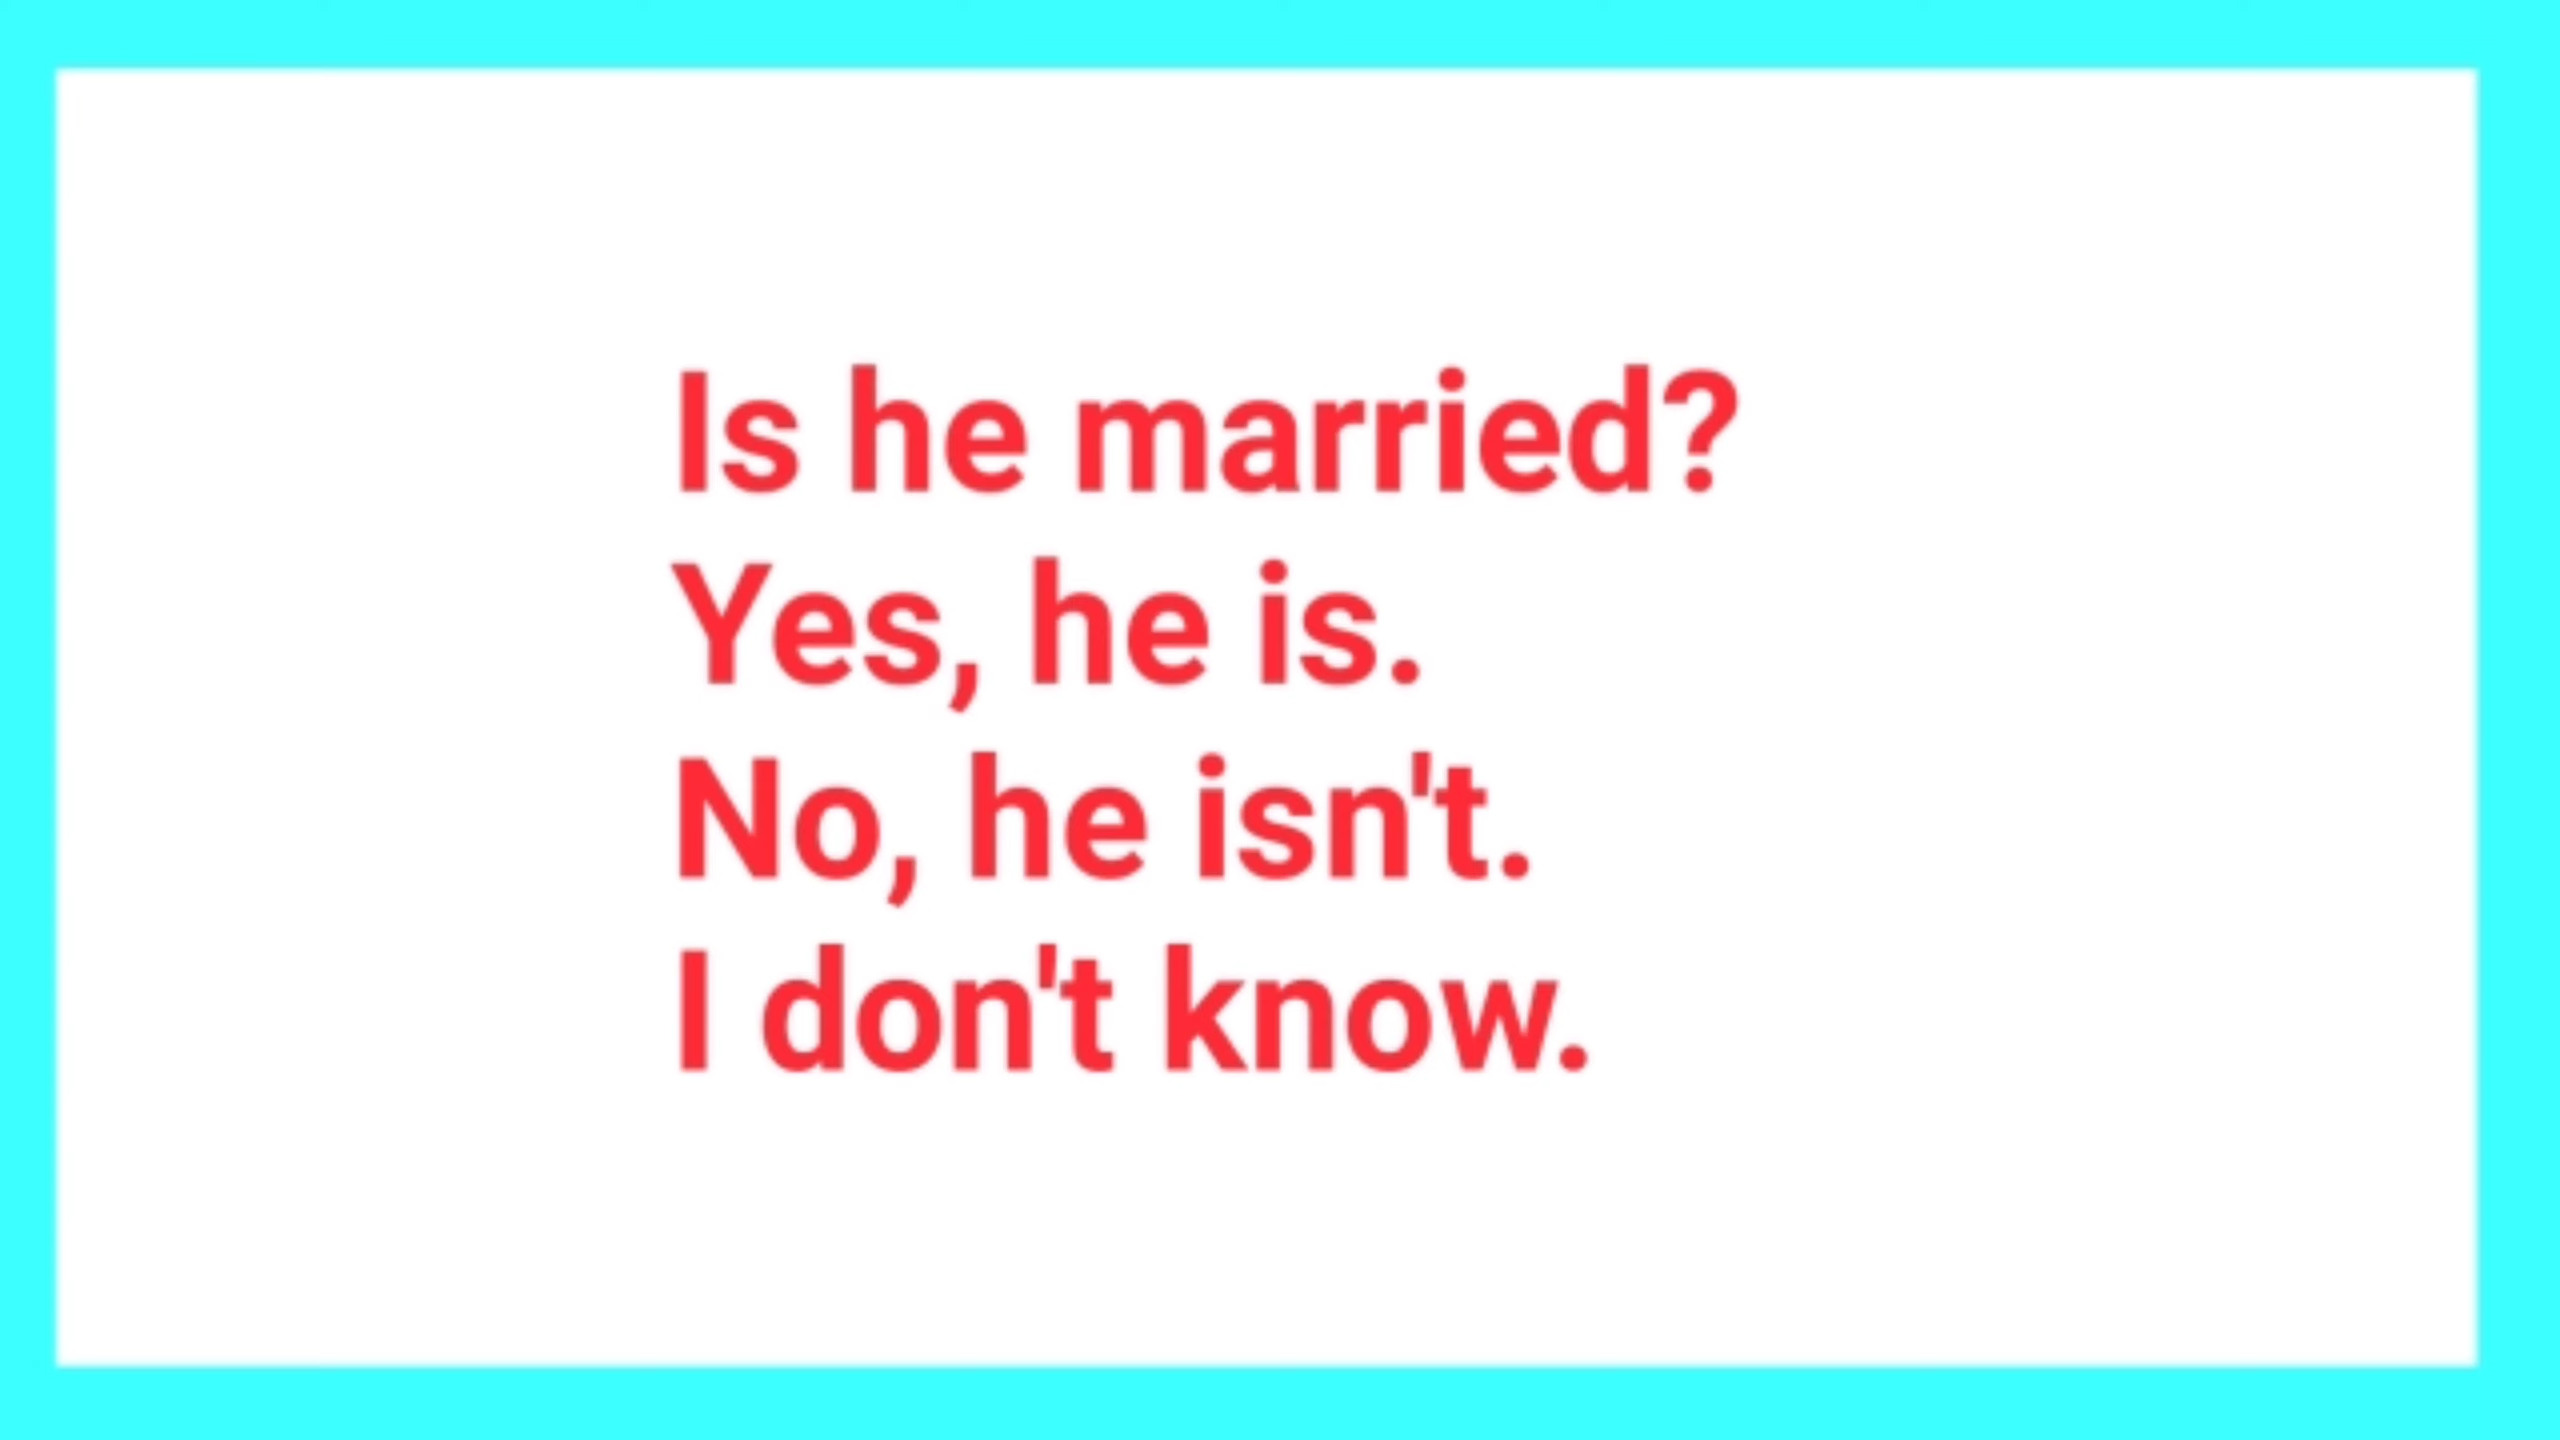 Is he married?
Yes, he is.
No, he isn't.
I don't know.